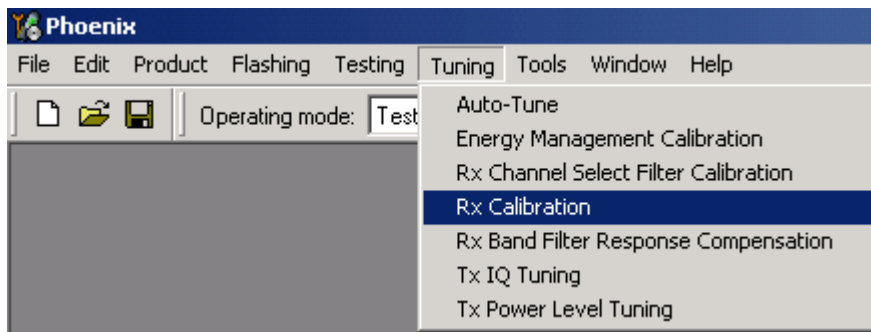 Phoenix
File Edit Product Flashing Testing Tuning Tools Window Help
Operating mode: Test
Auto-Tune
Energy Management Calibration
Rx Channel Select Filter Calibration
Rx Calibration
Rx Band Filter Response Compensation
Tx IQ Tuning
Tx Power Level Tuning